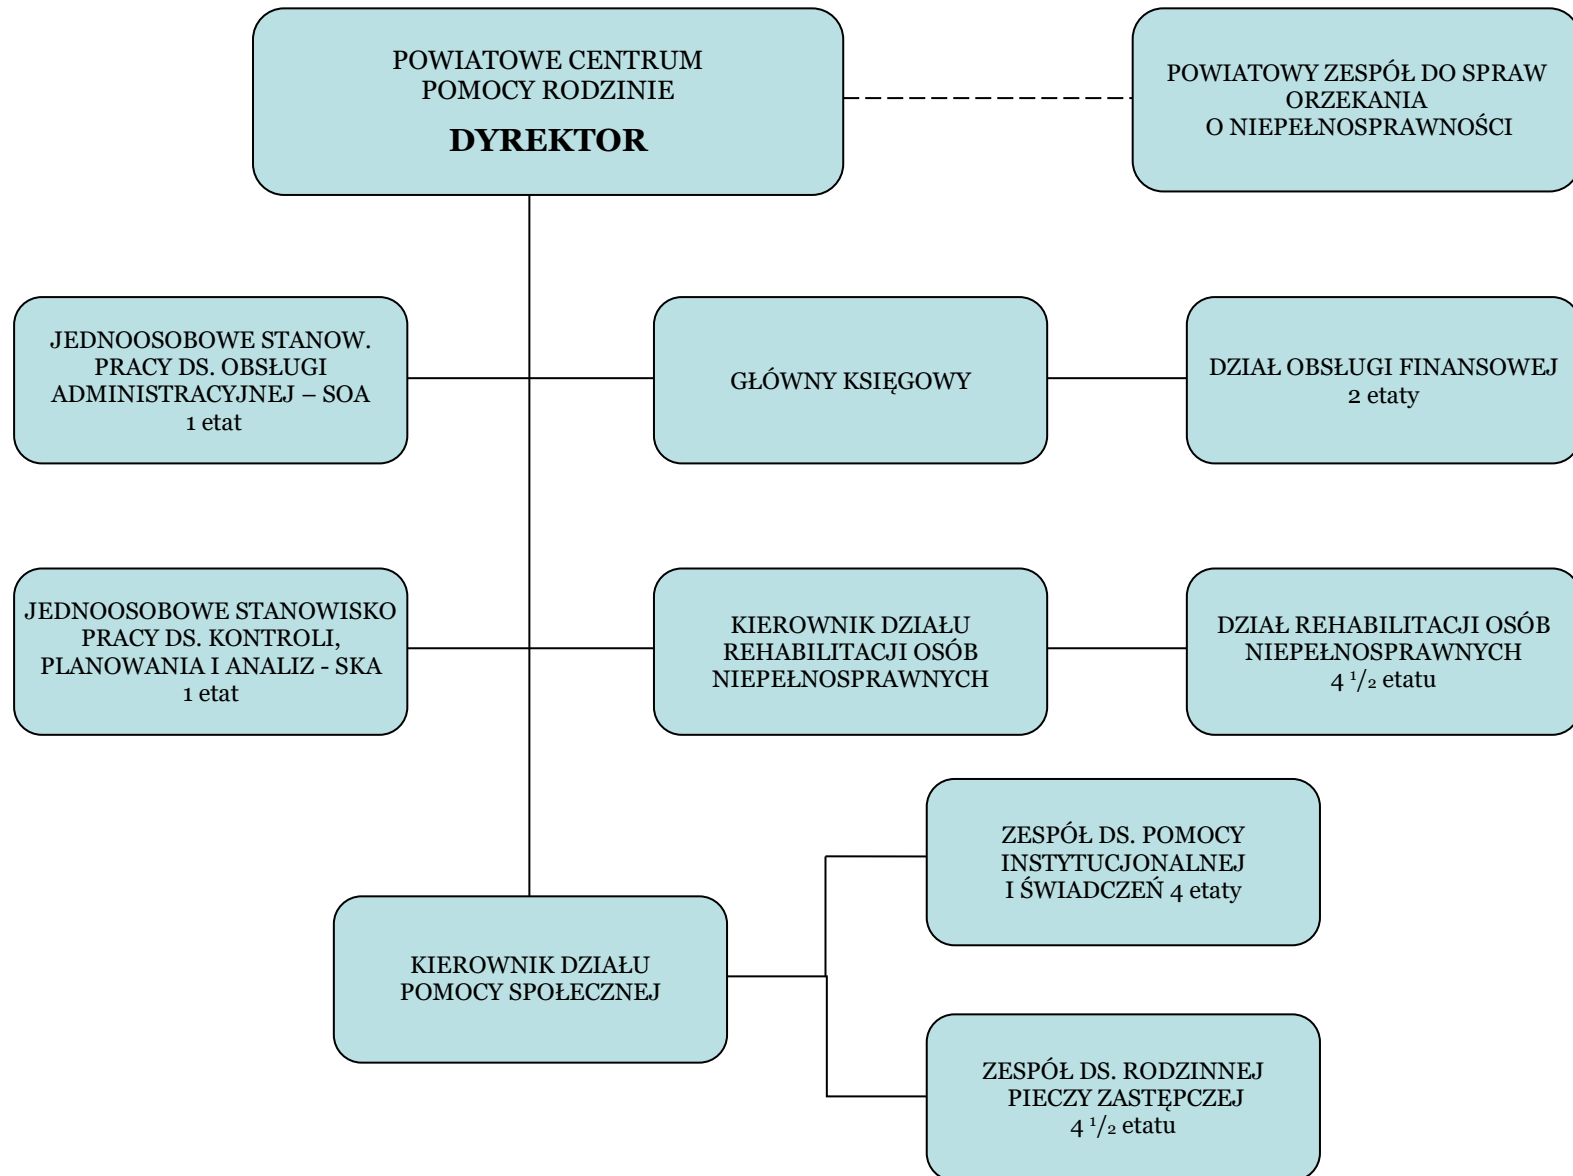 POWIATOWE CENTRUM
POMOCY RODZINIE
DYREKTOR
POWIATOWY ZESPÓŁ DO SPRAW
ORZEKANIA
O NIEPEŁNOSPRAWNOŚCI
JEDNOOSOBOWE STANOW.
PRACY DS. OBSŁUGI
ADMINISTRACYJNEJ – SOA
1 etat
GŁÓWNY KSIĘGOWY
DZIAŁ OBSŁUGI FINANSOWEJ
2 etaty
JEDNOOSOBOWE STANOWISKO
PRACY DS. KONTROLI,
PLANOWANIA I ANALIZ - SKA
1 etat
KIEROWNIK DZIAŁU
REHABILITACJI OSÓB
NIEPEŁNOSPRAWNYCH
DZIAŁ REHABILITACJI OSÓB
NIEPEŁNOSPRAWNYCH
4 ¹/₂ etatu
ZESPÓŁ DS. POMOCY
INSTYTUCJONALNEJ
I ŚWIADCZEŃ 4 etaty
KIEROWNIK DZIAŁU
POMOCY SPOŁECZNEJ
ZESPÓŁ DS. RODZINNEJ
PIECZY ZASTĘPCZEJ
4 ¹/₂ etatu